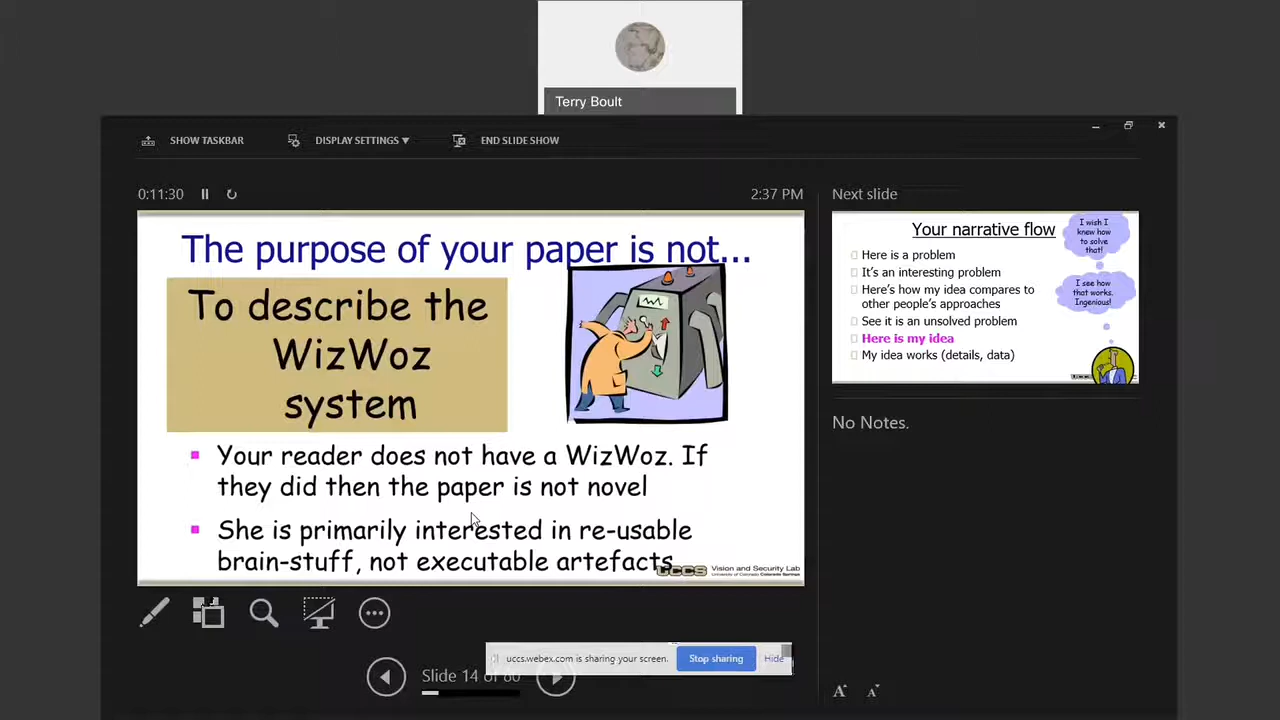 Terry Boult
SHOW TASKBAR
DISPLAY SETTINGS
END SLIDE SHOW
0:11:30
2:37 PM
The purpose of your paper is not...
To describe the
WizWoz
system
Your reader does not have a WizWoz. If
they did then the paper is not novel
She is primarily interested in re-usable
brain-stuff, not executable artefacts
UCCS
Vision and Security Lab
University of Colorado Colorado Springs
Next slide
Your narrative flow
Here is a problem
It's an interesting problem
Here's how my idea compares to
other people's approaches
See it is an unsolved problem
Here is my idea
My idea works (details, data)
I wish I
knew how
to solve
that!
I see how
that works.
Ingenious!
No Notes.
uccs.webex.com is sharing your screen.
Stop sharing
Hide
Slide 14 of 60
A
A